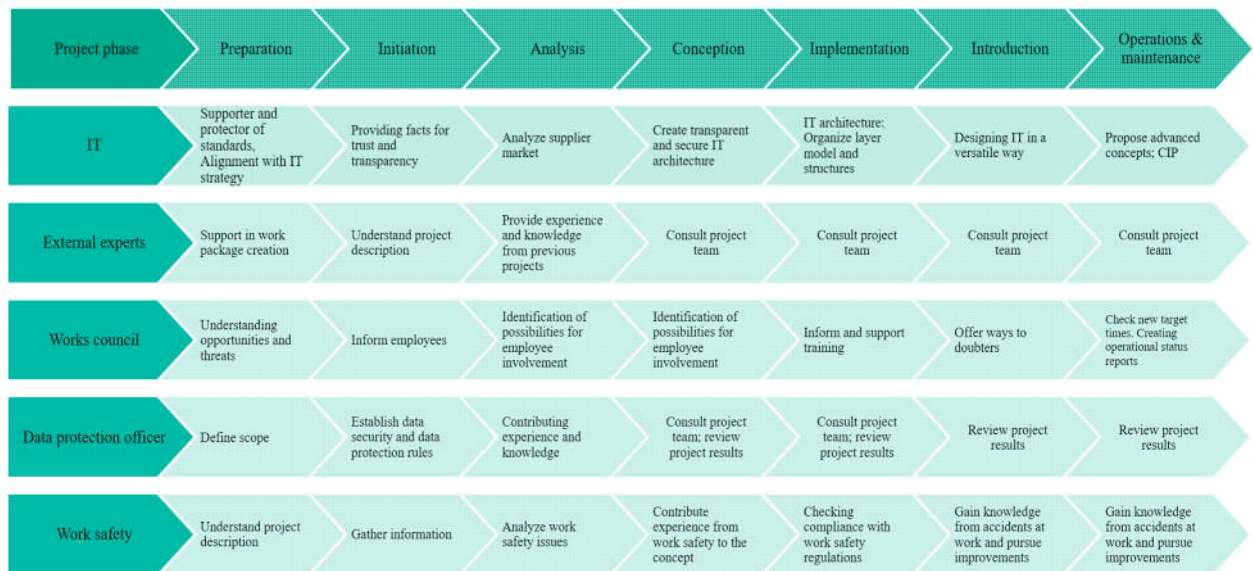 Project phase
Preparation
Initiation
Analysis
Conception
Implementation
Introduction
Operations &
maintenance
IT
Supporter and
protector of
standards,
Alignment with IT
strategy
Providing facts for
trust and
transparency
Analyze supplier
market
Create transparent
and secure IT
architecture
IT architecture:
Organize layer
model and
structures
Designing IT in a
versatile way
Propose advanced
concepts; CIP
External experts
Support in work
package creation
Understand project
description
Provide experience
and knowledge
from previous
projects
Consult project
team
Consult project
team
Consult project
team
Consult project
team
Works council
Understanding
opportunities and
threats
Inform employees
Identification of
possibilities for
employee
involvement
Identification of
possibilities for
employee
involvement
Inform and support
training
Offer ways to
doubters
Check new target
times. Creating
operational status
reports
Data protection officer
Define scope
Establish data
security and data
protection rules
Contributing
experience and
knowledge
Consult project
team; review
project results
Consult project
team; review
project results
Review project
results
Review project
results
Work safety
Understand project
description
Gather information
Analyze work
safety issues
Contribute
experience from
work safety to the
concept
Checking
compliance with
work safety
regulations
Gain knowledge
from accidents at
work and pursue
improvements
Gain knowledge
from accidents at
work and pursue
improvements